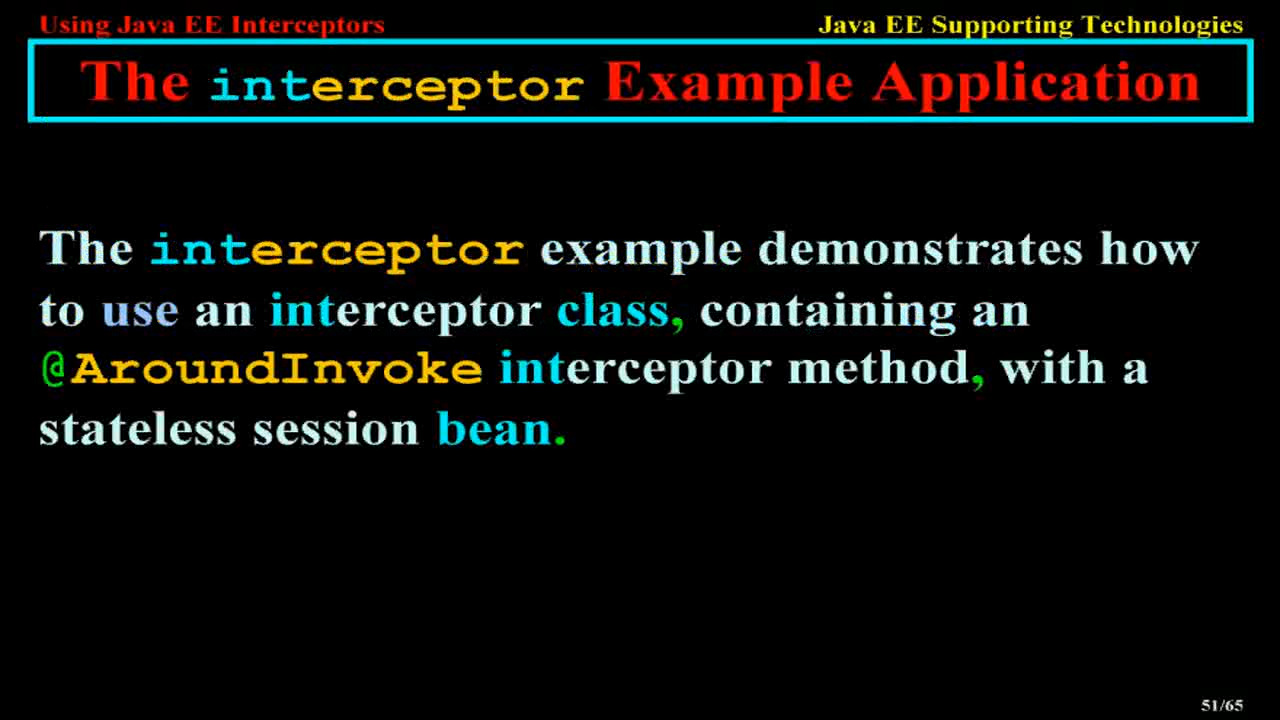 Using Java EE Interceptors
Java EE Supporting Technologies
The interceptor Example Application
The interceptor example demonstrates how
to use an interceptor class, containing an
@AroundInvoke interceptor method, with a
stateless session bean.
51/65